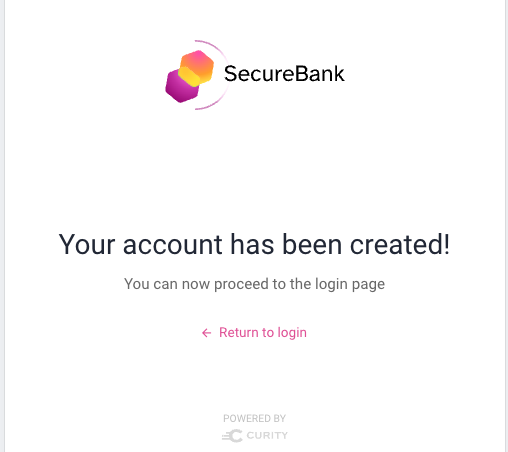 SecureBank
Your account has been created!
You can now proceed to the login page
← Return to login
POWERED BY
CURITY